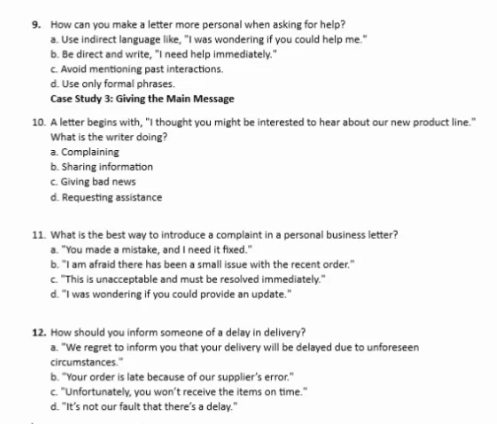 9. How can you make a letter more personal when asking for help?
a. Use indirect language like, "I was wondering if you could help me."
b. Be direct and write, "I need help immediately."
c. Avoid mentioning past interactions.
d. Use only formal phrases.
Case Study 3: Giving the Main Message
10. A letter begins with, "I thought you might be interested to hear about our new product line."
What is the writer doing?
a. Complaining
b. Sharing information
c. Giving bad news
d. Requesting assistance
11. What is the best way to introduce a complaint in a personal business letter?
a. "You made a mistake, and I need it fixed."
b. "I am afraid there has been a small issue with the recent order."
c. "This is unacceptable and must be resolved immediately."
d. "I was wondering if you could provide an update."
12. How should you inform someone of a delay in delivery?
a. "We regret to inform you that your delivery will be delayed due to unforeseen
circumstances."
b. "Your order is late because of our supplier's error."
c. "Unfortunately, you won't receive the items on time."
d. "It's not our fault that there's a delay."